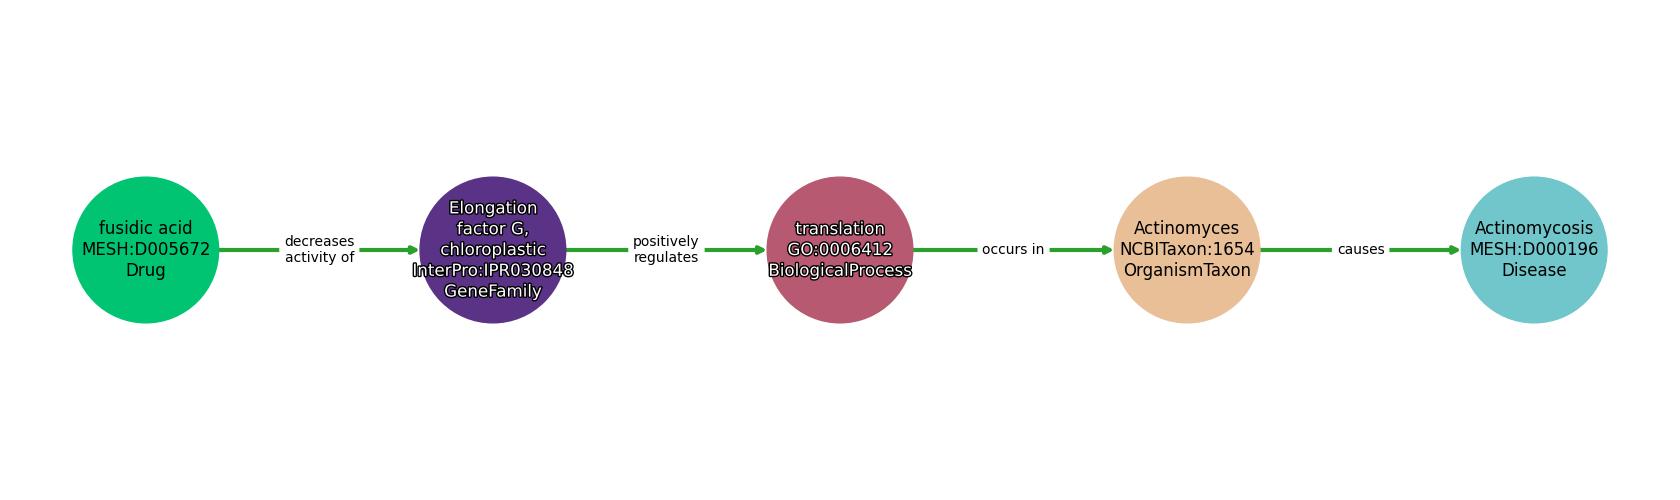 fusidic acid
MESH:D005672
Drug
decreases
activity of
Elongation
factor G,
chloroplastic
InterPro:IPR030848
GeneFamily
positively
regulates
translation
GO:0006412
BiologicalProcess
occurs in
Actinomyces
NCBITaxon:1654
OrganismTaxon
causes
Actinomycosis
MESH:D000196
Disease